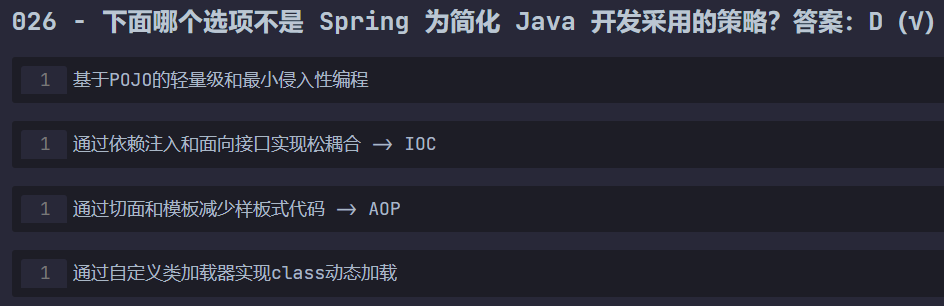 026 - 下面哪个选项不是 Spring 为简化 Java 开发采用的策略？答案：D (√)
1 基于POJO的轻量级和最小侵入性编程
1 通过依赖注入和面向接口实现松耦合 -> IOC
1 通过切面和模板减少样板式代码 -> AOP
1 通过自定义类加载器实现class动态加载